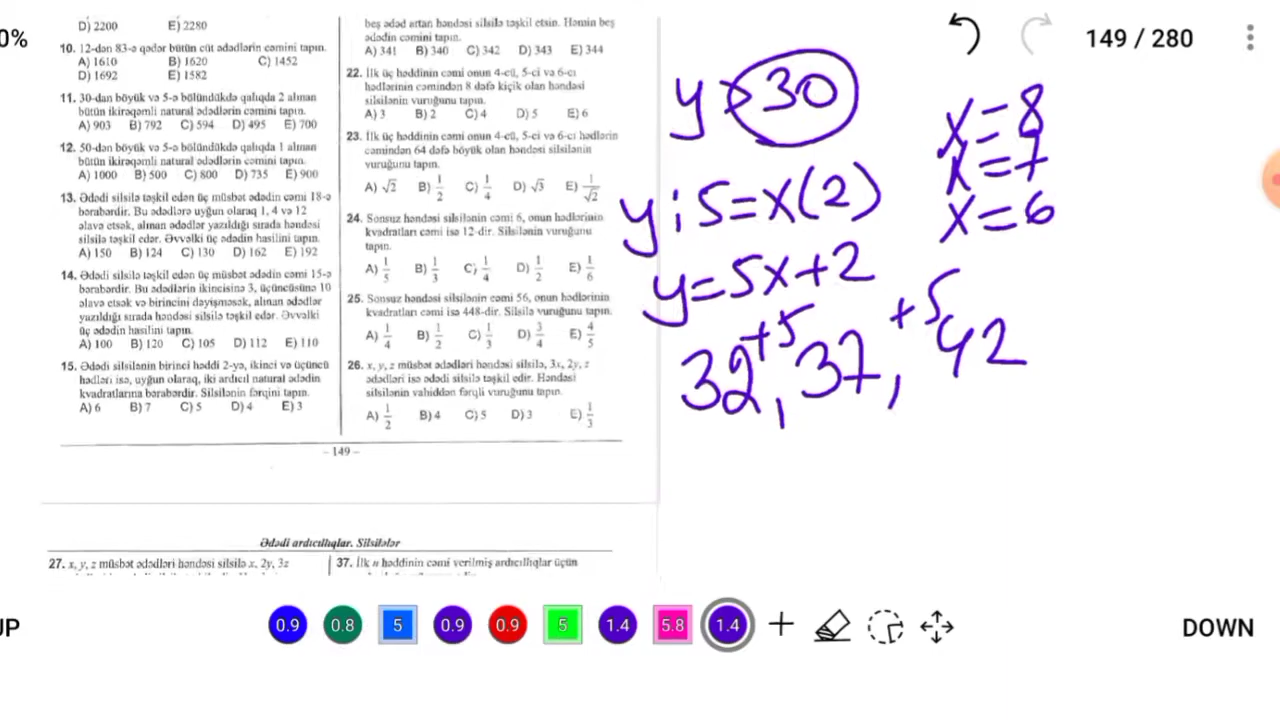 0%
149 / 280
D) 2200 E) 2280
10. 12-dən 83-ə qədər bütün cüt ədədlərin cəmini tapın.
A) 1610 B) 1620 C) 1452
D) 1692 E) 1582
11. 30-dan böyük və 5-ə bölündükdə qalıqda 2 alınan
bütün ikirəqəmli natural ədədlərin cəmini tapın.
A) 903 B) 792 C) 594 D) 495 E) 700
12. 50-dən böyük və 5-ə bölündükdə qalıqda 1 alınan
bütün ikirəqəmli natural ədədlərin cəmini tapın.
A) 1000 B) 500 C) 800 D) 735 E) 900
13. Ədədi silsilə təşkil edən üç müsbət ədədin cəmi 18-ə
bərabərdir. Bu ədədlərə uyğun olaraq 1, 4 və 12
əlavə etsək, alınan ədədlər yazıldığı sırada həndəsi
silsilə təşkil edər. Əvvəlki üç ədədin hasilini tapın.
A) 150 B) 124 C) 130 D) 162 E) 192
14. Ədədi silsilə təşkil edən üç müsbət ədədin cəmi 15-ə
bərabərdir. Bu ədədlərin ikincisinə 3, üçüncüsünə 10
əlavə etsək və birincini dəyişməsək, alınan ədədlər
yazıldığı sırada həndəsi silsilə təşkil edər. Əvvəlki
üç ədədin hasilini tapın.
A) 100 B) 120 C) 105 D) 112 E) 110
15. Ədədi silsilənin birinci həddi 2-yə, ikinci və üçüncü
hədləri isə, uyğun olaraq, iki ardıcıl natural ədədin
kvadratlarına bərabərdir. Silsilənin fərqini tapın.
A) 6 B) 7 C) 5 D) 4 E) 3
beş ədəd artan həndəsi silsilə təşkil etsin. Həmin beş
ədədin cəmini tapın.
A) 341 B) 340 C) 342 D) 343 E) 344
22. İlk üç həddinin cəmi onun 4-cü, 5-ci və 6-cı
hədlərinin cəmindən 8 dəfə kiçik olan həndəsi
silsilənin vuruğunu tapın.
A) 3 B) 2 C) 4 D) 5 E) 6
23. İlk üç həddinin cəmi onun 4-cü, 5-ci və 6-cı hədlərin
cəmindən 64 dəfə böyük olan həndəsi silsilənin
vuruğunu tapın.
A) √2 B) 1/2 C) 1/4 D) √3 E) 1/√2
24. Sonsuz həndəsi silsilənin cəmi 6, onun hədlərinin
kvadratları cəmi isə 12-dir. Silsilənin vuruğunu
tapın.
A) 1/5 B) 1/3 C) 1/4 D) 1/2 E) 1/6
25. Sonsuz həndəsi silsilənin cəmi 56, onun hədlərinin
kvadratları cəmi isə 448-dir. Silsilə vuruğunu tapın.
A) 1/4 B) 1/2 C) 1/3 D) 3/4 E) 4/5
26. x, y, z müsbət ədədləri həndəsi silsilə, 3x, 2y, z
ədədləri isə ədədi silsilə təşkil edir. Həndəsi
silsilənin vahiddən fərqli vuruğunu tapın.
A) 1/2 B) 4 C) 5 D) 3 E) 1/3
– 149 –
y > 30
y : 5 = x(2)
y = 5x + 2
32, +5 37, +5 42
x = 8
x = 7
x = 6
Ədədi ardıcıllıqlar. Silsilələr
27. x, y, z müsbət ədədləri həndəsi silsilə x, 2y, 3z
37. İlk n həddinin cəmi verilmiş ardıcıllıqlar üçün
UP 0.9 0.8 5 0.9 0.9 5 1.4 5.8 1.4 + DOWN